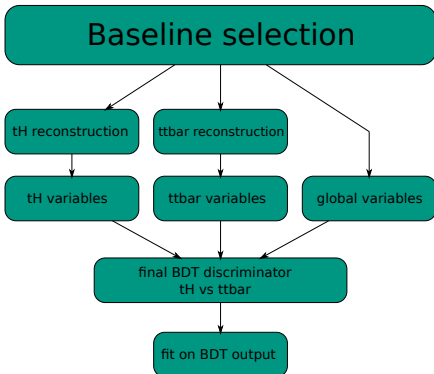 Baseline selection
tH reconstruction
ttbar reconstruction
tH variables
ttbar variables
global variables
final BDT discriminator
tH vs ttbar
fit on BDT output